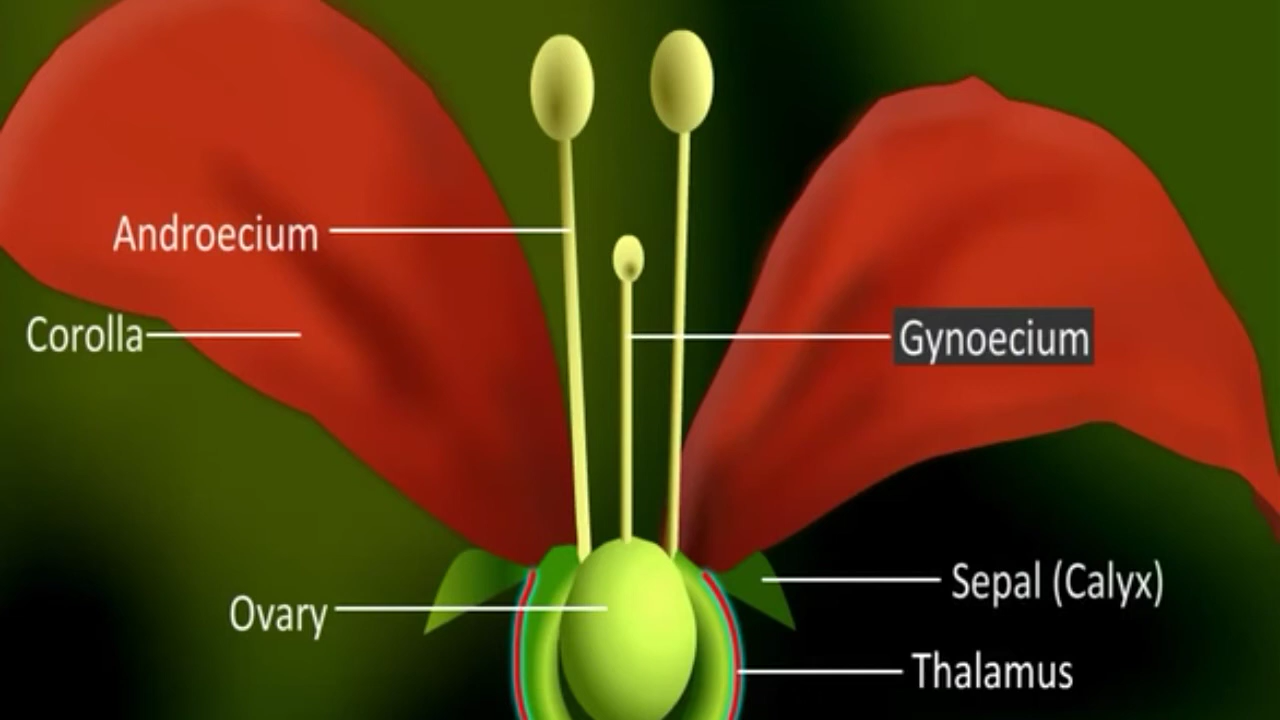 Androecium
Corolla
Gynoecium
Ovary
Sepal (Calyx)
Thalamus